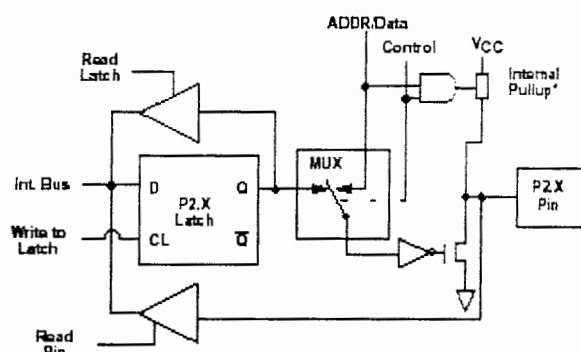 ADDR/Data
Control
VCC
Read
Latch
Internal
Pullup*
MUX
Int. Bus
D
P2.X
Latch
Q
P2.X
Pin
Write to
Latch
CL
Q̅
Read
Pin